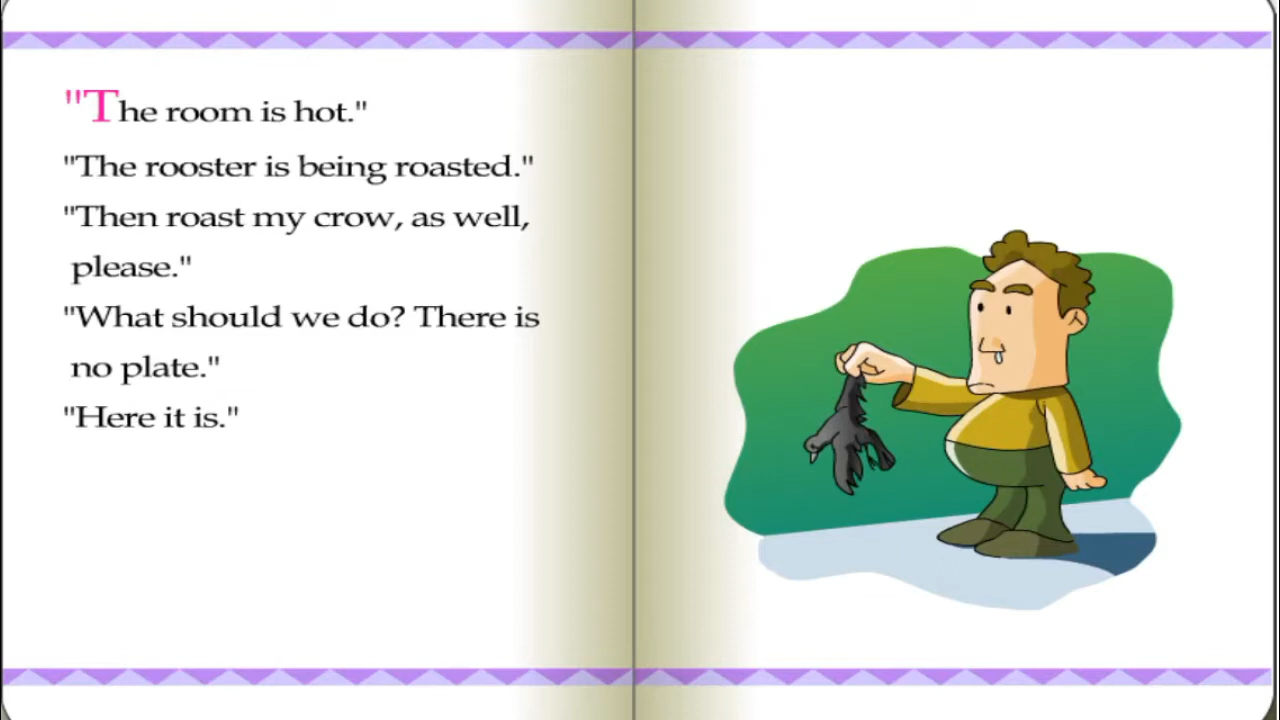 "The room is hot."
"The rooster is being roasted."
"Then roast my crow, as well,
please."
"What should we do? There is
no plate."
"Here it is."